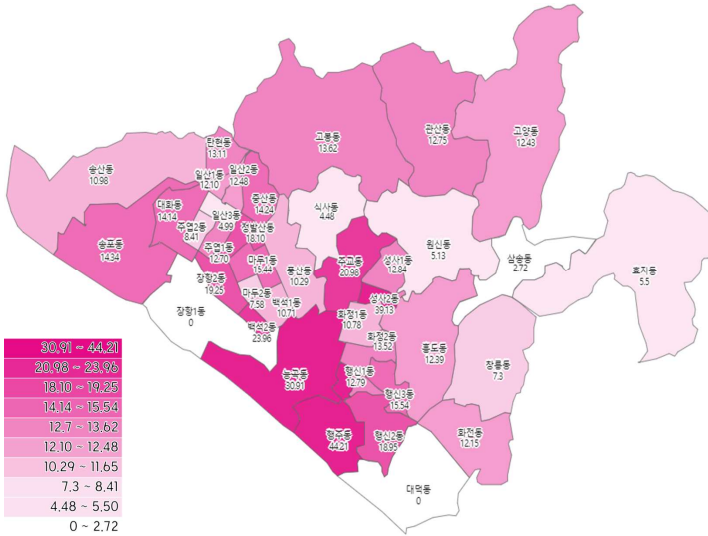 고봉동
13.62
관산동
12.75
고양동
12.43
탄현동
13.11
송산동
10.98
일산1동
12.10
일산2동
12.48
중산동
14.24
식사동
4.48
대화동
14.14
주엽2동
8.41
일산3동
4.99
정발산동
18.10
송포동
14.34
주엽1동
12.70
마두1동
15.44
풍산동
10.29
주교동
20.98
성사1동
12.84
원신동
5.13
삼송동
2.72
효자동
5.5
장항2동
19.25
마두2동
7.58
백석1동
10.71
성사2동
39.13
장항1동
0
백석2동
23.96
화정1동
10.78
화정2동
13.52
흥도동
12.39
창릉동
7.3
능곡동
30.91
행신1동
12.79
행신3동
15.54
행주동
44.21
행신2동
18.95
화전동
12.15
대덕동
0
30.91 ~ 44.21
20.98 ~ 23.96
18.10 ~ 19.25
14.14 ~ 15.54
12.7 ~ 13.62
12.10 ~ 12.48
10.29 ~ 11.65
7.3 ~ 8.41
4.48 ~ 5.50
0 ~ 2.72